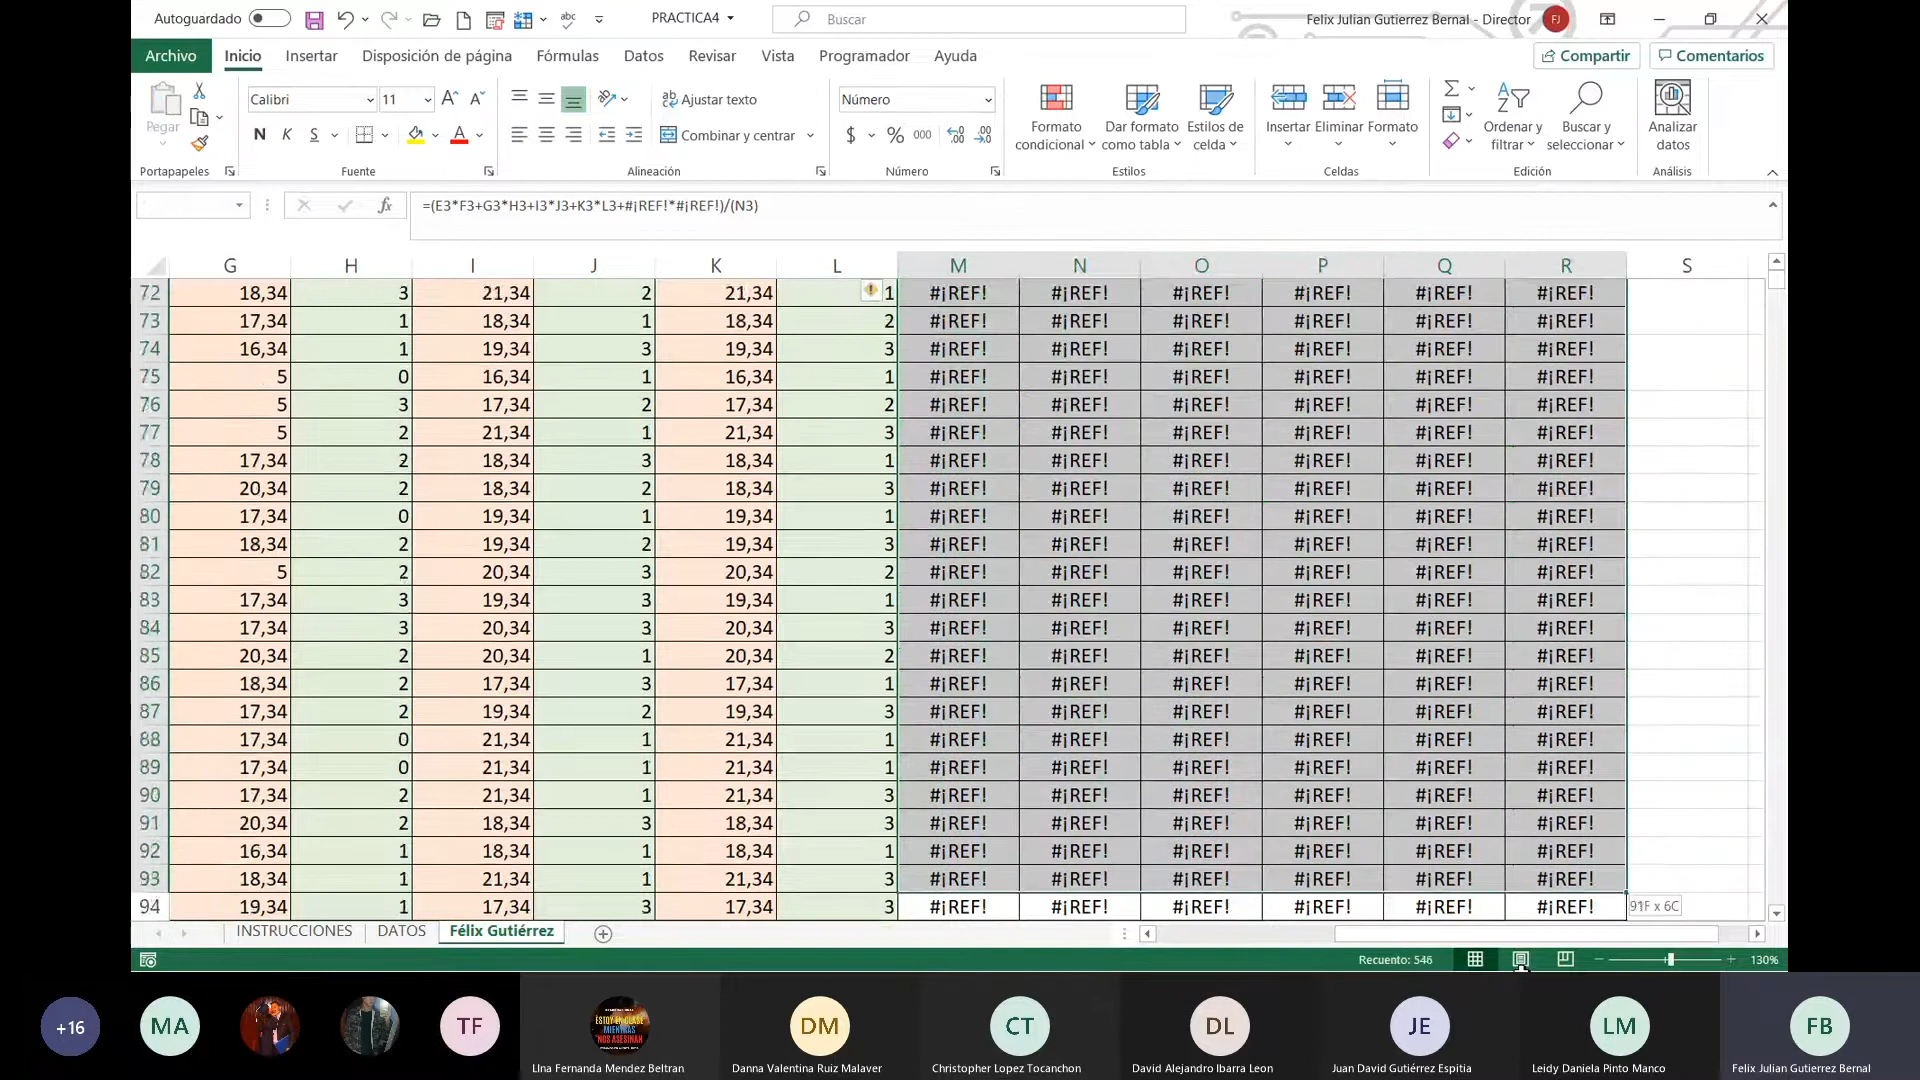 Autoguardado PRACTICA4 Buscar Felix Julian Gutierrez Bernal - Director FJ
Archivo Inicio Insertar Disposición de página Fórmulas Datos Revisar Vista Programador Ayuda Compartir Comentarios
Pegar Calibri 11 N K S Ajustar texto Combinar y centrar Número $ % 000
Formato condicional Dar formato como tabla Estilos de celda Insertar Eliminar Formato Ordenar y filtrar Buscar y seleccionar Analizar datos
Portapapeles Fuente Alineación Número Estilos Celdas Edición Análisis
fx =(E3*F3+G3*H3+I3*J3+K3*L3+#¡REF!*#¡REF!)/(N3)
G H I J K L M N O P Q R S
72 18,34 3 21,34 2 21,34 1 #¡REF! #¡REF! #¡REF! #¡REF! #¡REF! #¡REF!
73 17,34 1 18,34 1 18,34 2 #¡REF! #¡REF! #¡REF! #¡REF! #¡REF! #¡REF!
74 16,34 1 19,34 3 19,34 3 #¡REF! #¡REF! #¡REF! #¡REF! #¡REF! #¡REF!
75 5 0 16,34 1 16,34 1 #¡REF! #¡REF! #¡REF! #¡REF! #¡REF! #¡REF!
76 5 3 17,34 2 17,34 2 #¡REF! #¡REF! #¡REF! #¡REF! #¡REF! #¡REF!
77 5 2 21,34 1 21,34 3 #¡REF! #¡REF! #¡REF! #¡REF! #¡REF! #¡REF!
78 17,34 2 18,34 3 18,34 1 #¡REF! #¡REF! #¡REF! #¡REF! #¡REF! #¡REF!
79 20,34 2 18,34 2 18,34 3 #¡REF! #¡REF! #¡REF! #¡REF! #¡REF! #¡REF!
80 17,34 0 19,34 1 19,34 1 #¡REF! #¡REF! #¡REF! #¡REF! #¡REF! #¡REF!
81 18,34 2 19,34 2 19,34 3 #¡REF! #¡REF! #¡REF! #¡REF! #¡REF! #¡REF!
82 5 2 20,34 3 20,34 2 #¡REF! #¡REF! #¡REF! #¡REF! #¡REF! #¡REF!
83 17,34 3 19,34 3 19,34 1 #¡REF! #¡REF! #¡REF! #¡REF! #¡REF! #¡REF!
84 17,34 3 20,34 3 20,34 3 #¡REF! #¡REF! #¡REF! #¡REF! #¡REF! #¡REF!
85 20,34 2 20,34 1 20,34 2 #¡REF! #¡REF! #¡REF! #¡REF! #¡REF! #¡REF!
86 18,34 2 17,34 3 17,34 1 #¡REF! #¡REF! #¡REF! #¡REF! #¡REF! #¡REF!
87 17,34 2 19,34 2 19,34 3 #¡REF! #¡REF! #¡REF! #¡REF! #¡REF! #¡REF!
88 17,34 0 21,34 1 21,34 1 #¡REF! #¡REF! #¡REF! #¡REF! #¡REF! #¡REF!
89 17,34 0 21,34 1 21,34 1 #¡REF! #¡REF! #¡REF! #¡REF! #¡REF! #¡REF!
90 17,34 2 21,34 1 21,34 3 #¡REF! #¡REF! #¡REF! #¡REF! #¡REF! #¡REF!
91 20,34 2 18,34 3 18,34 3 #¡REF! #¡REF! #¡REF! #¡REF! #¡REF! #¡REF!
92 16,34 1 18,34 1 18,34 1 #¡REF! #¡REF! #¡REF! #¡REF! #¡REF! #¡REF!
93 18,34 1 21,34 1 21,34 3 #¡REF! #¡REF! #¡REF! #¡REF! #¡REF! #¡REF!
94 19,34 1 17,34 3 17,34 3 #¡REF! #¡REF! #¡REF! #¡REF! #¡REF! #¡REF! 91F x 6C
INSTRUCCIONES DATOS Félix Gutiérrez
Recuento: 546 130%
+16 MA TF ESTOY EN CLASE MIENTRAS NOS ASESINAN DM CT DL JE LM FB
LIna Fernanda Mendez Beltran Danna Valentina Ruiz Malaver Christopher Lopez Tocanchon David Alejandro Ibarra Leon Juan David Gutiérrez Espitia Leidy Daniela Pinto Manco Felix Julian Gutierrez Bernal